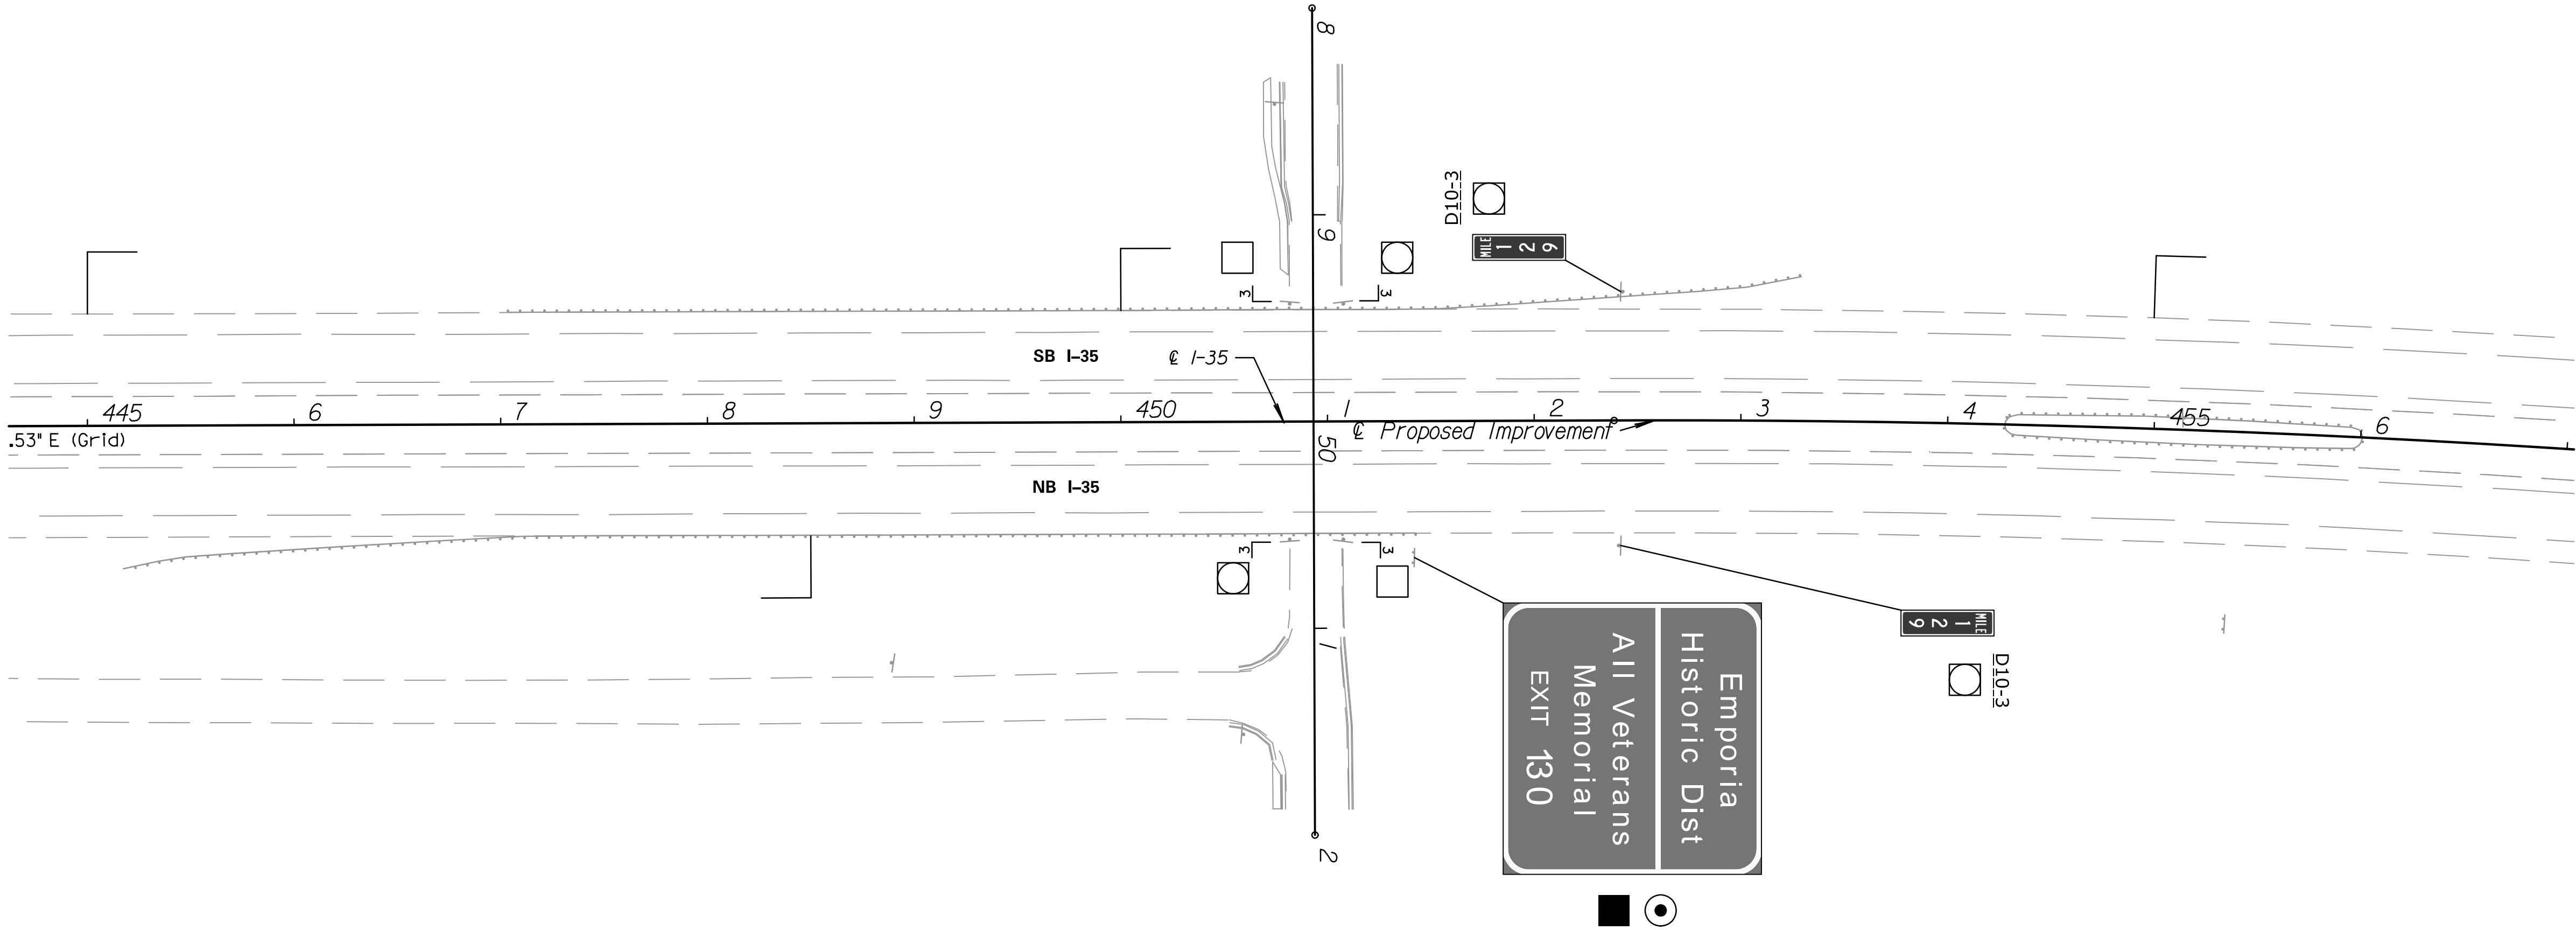 8
9
D10-3
MILE 1 2 9
3
3
SB I-35
℄ I-35
445 6 7 8 9 450 1 2 3 4 455 6
℄ Proposed Improvement
.53" E (Grid)
50
NB I-35
3
3
Emporia
Historic Dist
All Veterans
Memorial
EXIT 130
MILE 1 2 9
D10-3
1
2